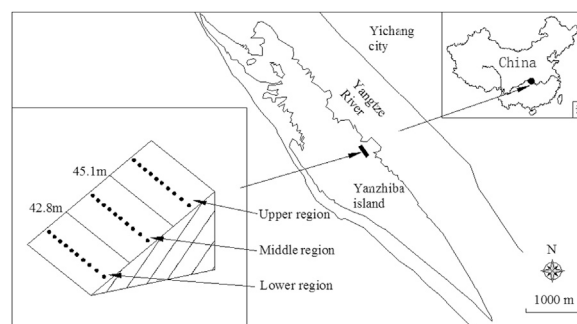 Yichang
city
China
Yangtze
River
Yanzhiba
island
45.1m
42.8m
Upper region
Middle region
Lower region
N
1000 m